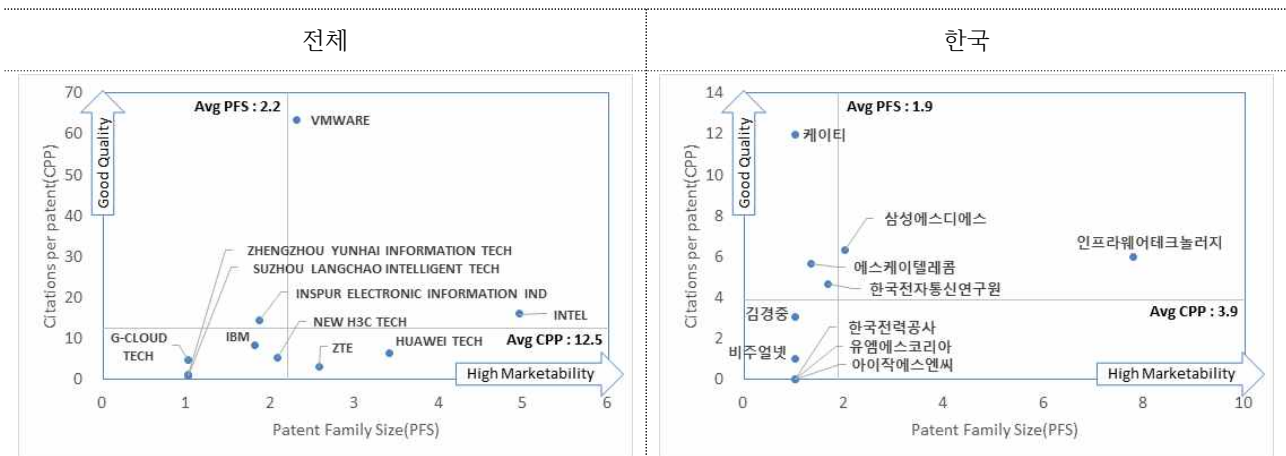 전체
한국
70
60
50
40
30
20
10
0
Citations per patent(CPP)
Good Quality
Avg PFS : 2.2
VMWARE
ZHENGZHOU YUNHAI INFORMATION TECH
SUZHOU LANGCHAO INTELLIGENT TECH
INSPUR ELECTRONIC INFORMATION IND
INTEL
NEW H3C TECH
G-CLOUD
TECH
IBM
ZTE
HUAWEI TECH
Avg CPP : 12.5
High Marketability
0 1 2 3 4 5 6
Patent Family Size(PFS)
14
12
10
8
6
4
2
0
Citations per patent(CPP)
Good Quality
Avg PFS : 1.9
케이티
삼성에스디에스
인프라웨어테크놀러지
에스케이텔레콤
한국전자통신연구원
Avg CPP : 3.9
김경중
한국전력공사
비주얼넷
유엠에스코리아
아이작에스엔씨
High Marketability
0 2 4 6 8 10
Patent Family Size(PFS)